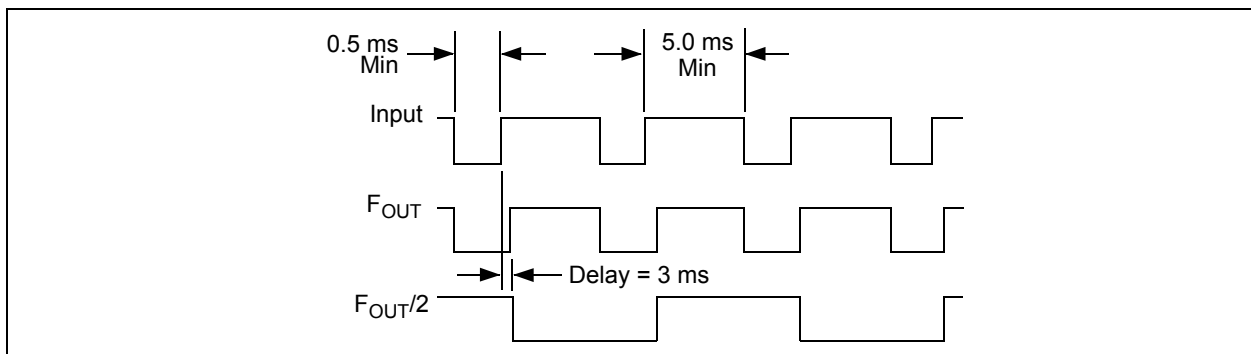 0.5 ms
Min
5.0 ms
Min
Input
FOUT
Delay = 3 ms
FOUT/2